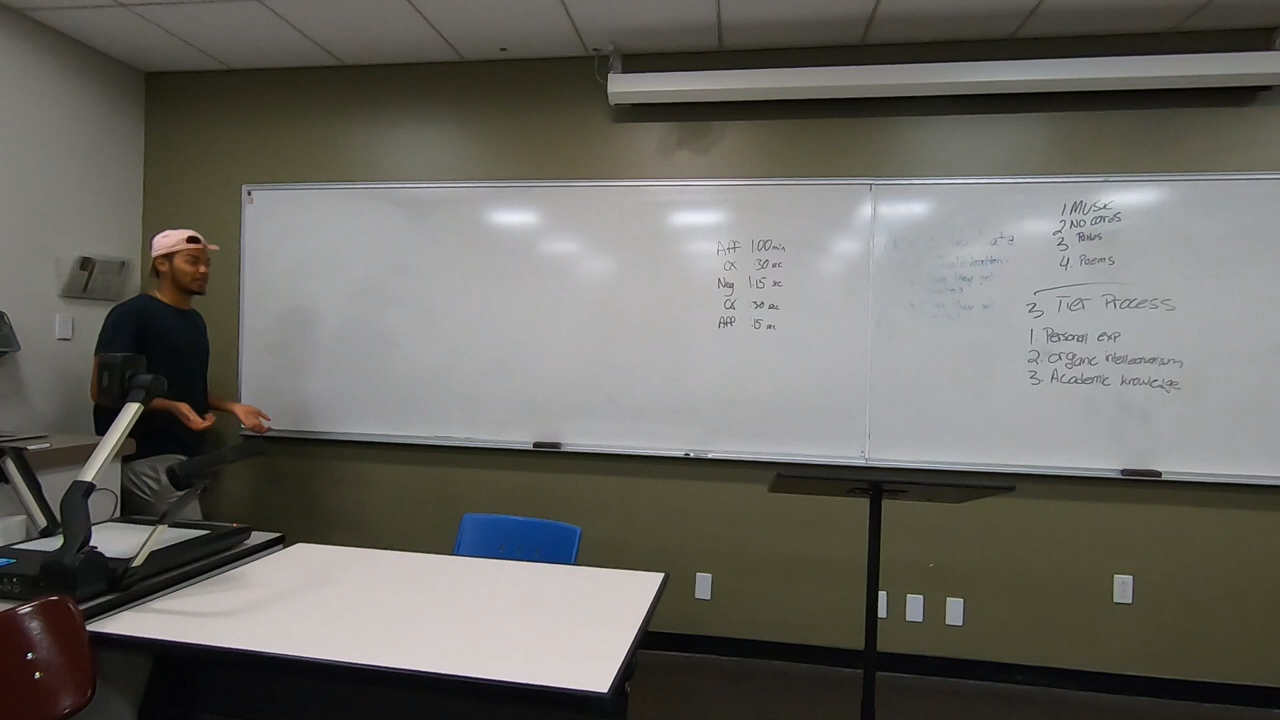 Aff 1:00 min
CX :30 sec
Neg 1:15 sec
CX :30 sec
Aff :15 sec
1 MUSIC
2 NO cards
3
4. Poems
3 Tier Process
1. Personal exp
2. organic intellectualism
3. Academic knowledge